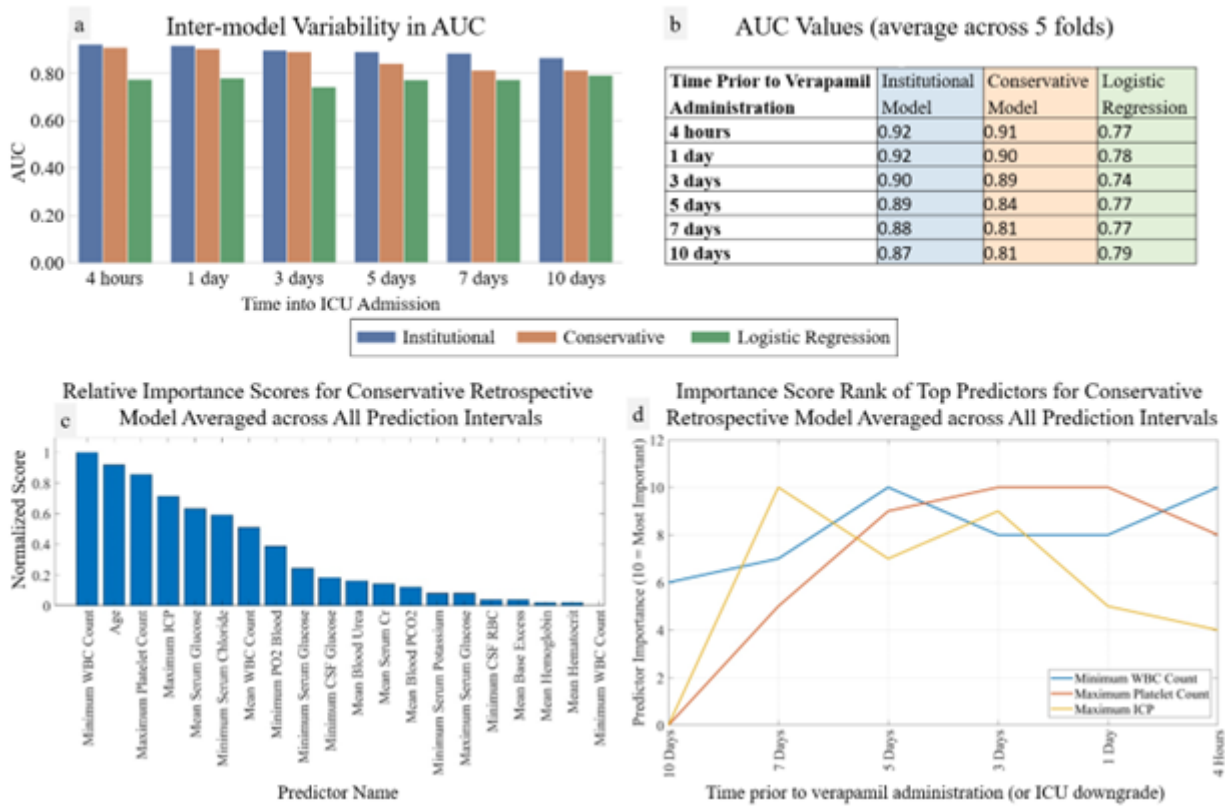 a
Inter-model Variability in AUC
AUC
0.80
0.60
0.40
0.20
0.00
4 hours
1 day
3 days
5 days
7 days
10 days
Time into ICU Admission
b
AUC Values (average across 5 folds)
Time Prior to Verapamil Administration | Institutional Model | Conservative Model | Logistic Regression
4 hours 0.92 0.91 0.77
1 day 0.92 0.90 0.78
3 days 0.90 0.89 0.74
5 days 0.89 0.84 0.77
7 days 0.88 0.81 0.77
10 days 0.87 0.81 0.79
Institutional Conservative Logistic Regression
Relative Importance Scores for Conservative Retrospective
Model Averaged across All Prediction Intervals
c
Normalized Score
1
0.8
0.6
0.4
0.2
0
Minimum WBC Count
Age
Maximum Platelet Count
Maximum ICP
Mean Serum Glucose
Minimum Serum Chloride
Mean WBC Count
Minimum PO2 Blood
Minimum Serum Glucose
Minimum CSF Glucose
Mean Blood Urea
Mean Serum Cr
Mean Blood PCO2
Minimum Serum Potassium
Maximum Serum Glucose
Minimum CSF RBC
Mean Base Excess
Mean Hemoglobin
Mean Hematocrit
Minimum WBC Count
Predictor Name
Importance Score Rank of Top Predictors for Conservative
Retrospective Model Averaged across All Prediction Intervals
d
Predictor Importance (10 = Most Important)
12
10
8
6
4
2
0
Minimum WBC Count
Maximum Platelet Count
Maximum ICP
10 Days
7 Days
5 Days
3 Days
1 Day
4 Hours
Time prior to verapamil administration (or ICU downgrade)